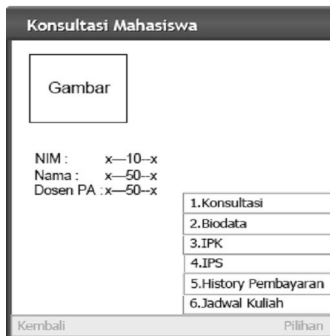 Konsultasi Mahasiswa
Gambar
NIM : x—10--x
Nama : x—50--x
Dosen PA : x—50--x
1.Konsultasi
2.Biodata
3.IPK
4.IPS
5.History Pembayaran
6.Jadwal Kuliah
Kembali Pilihan